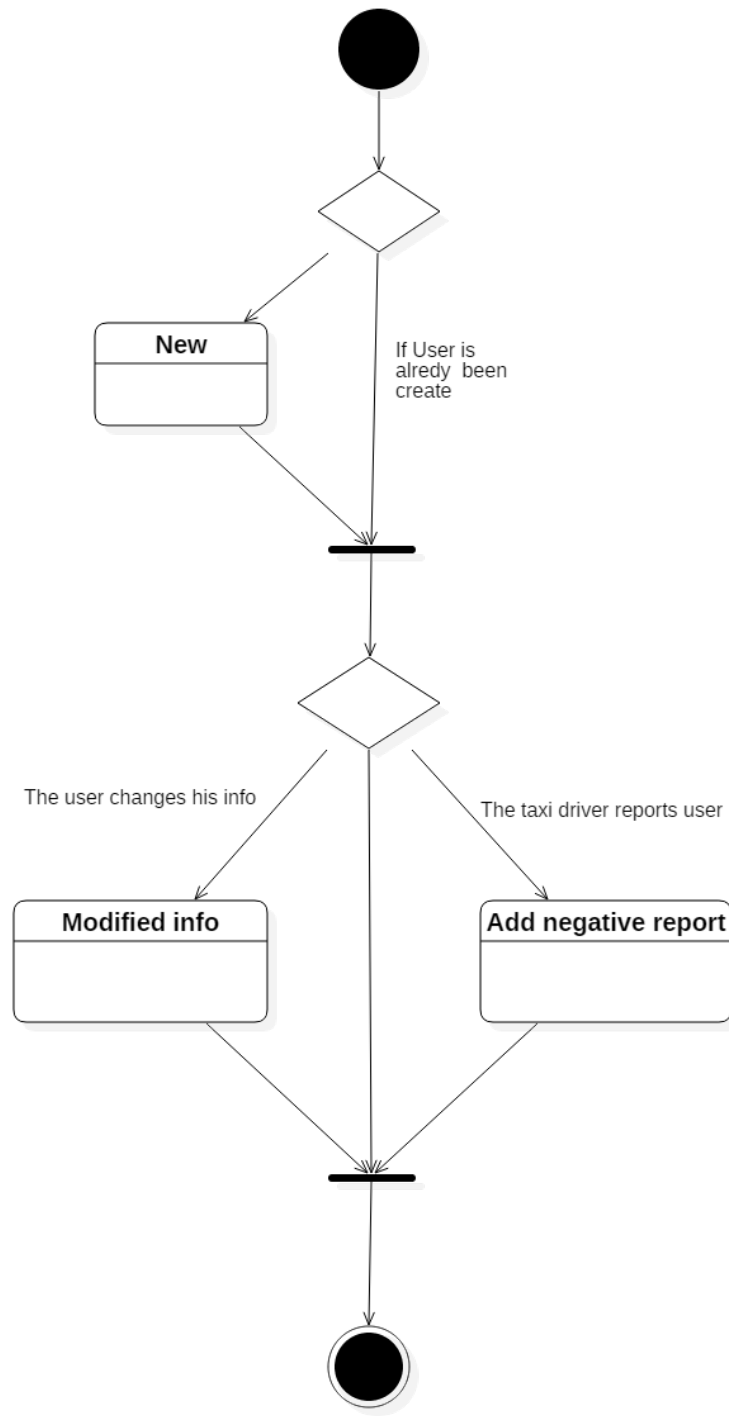 New
If User is
alredy  been
create
The user changes his info
The taxi driver reports user
Modified info
Add negative report